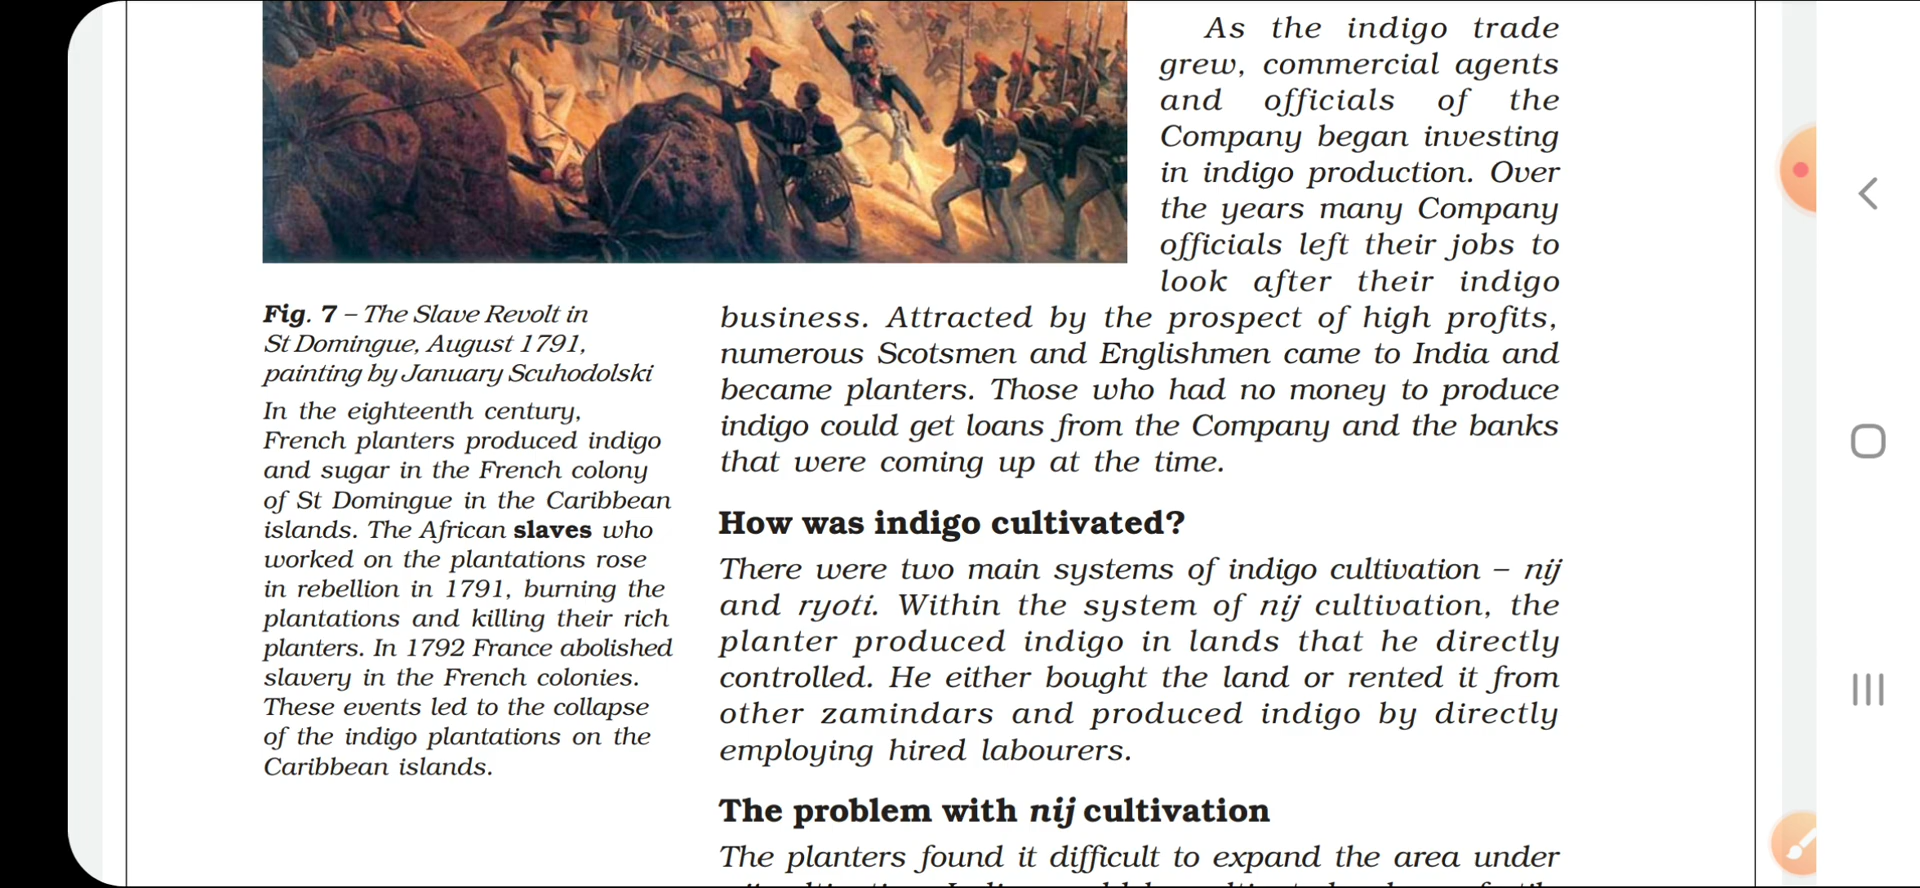 As the indigo trade
grew, commercial agents
and officials of the
Company began investing
in indigo production. Over
the years many Company
officials left their jobs to
look after their indigo
business. Attracted by the prospect of high profits,
numerous Scotsmen and Englishmen came to India and
became planters. Those who had no money to produce
indigo could get loans from the Company and the banks
that were coming up at the time.
How was indigo cultivated?
There were two main systems of indigo cultivation – nij
and ryoti. Within the system of nij cultivation, the
planter produced indigo in lands that he directly
controlled. He either bought the land or rented it from
other zamindars and produced indigo by directly
employing hired labourers.
The problem with nij cultivation
The planters found it difficult to expand the area under
Fig. 7 – The Slave Revolt in
St Domingue, August 1791,
painting by January Scuhodolski
In the eighteenth century,
French planters produced indigo
and sugar in the French colony
of St Domingue in the Caribbean
islands. The African slaves who
worked on the plantations rose
in rebellion in 1791, burning the
plantations and killing their rich
planters. In 1792 France abolished
slavery in the French colonies.
These events led to the collapse
of the indigo plantations on the
Caribbean islands.